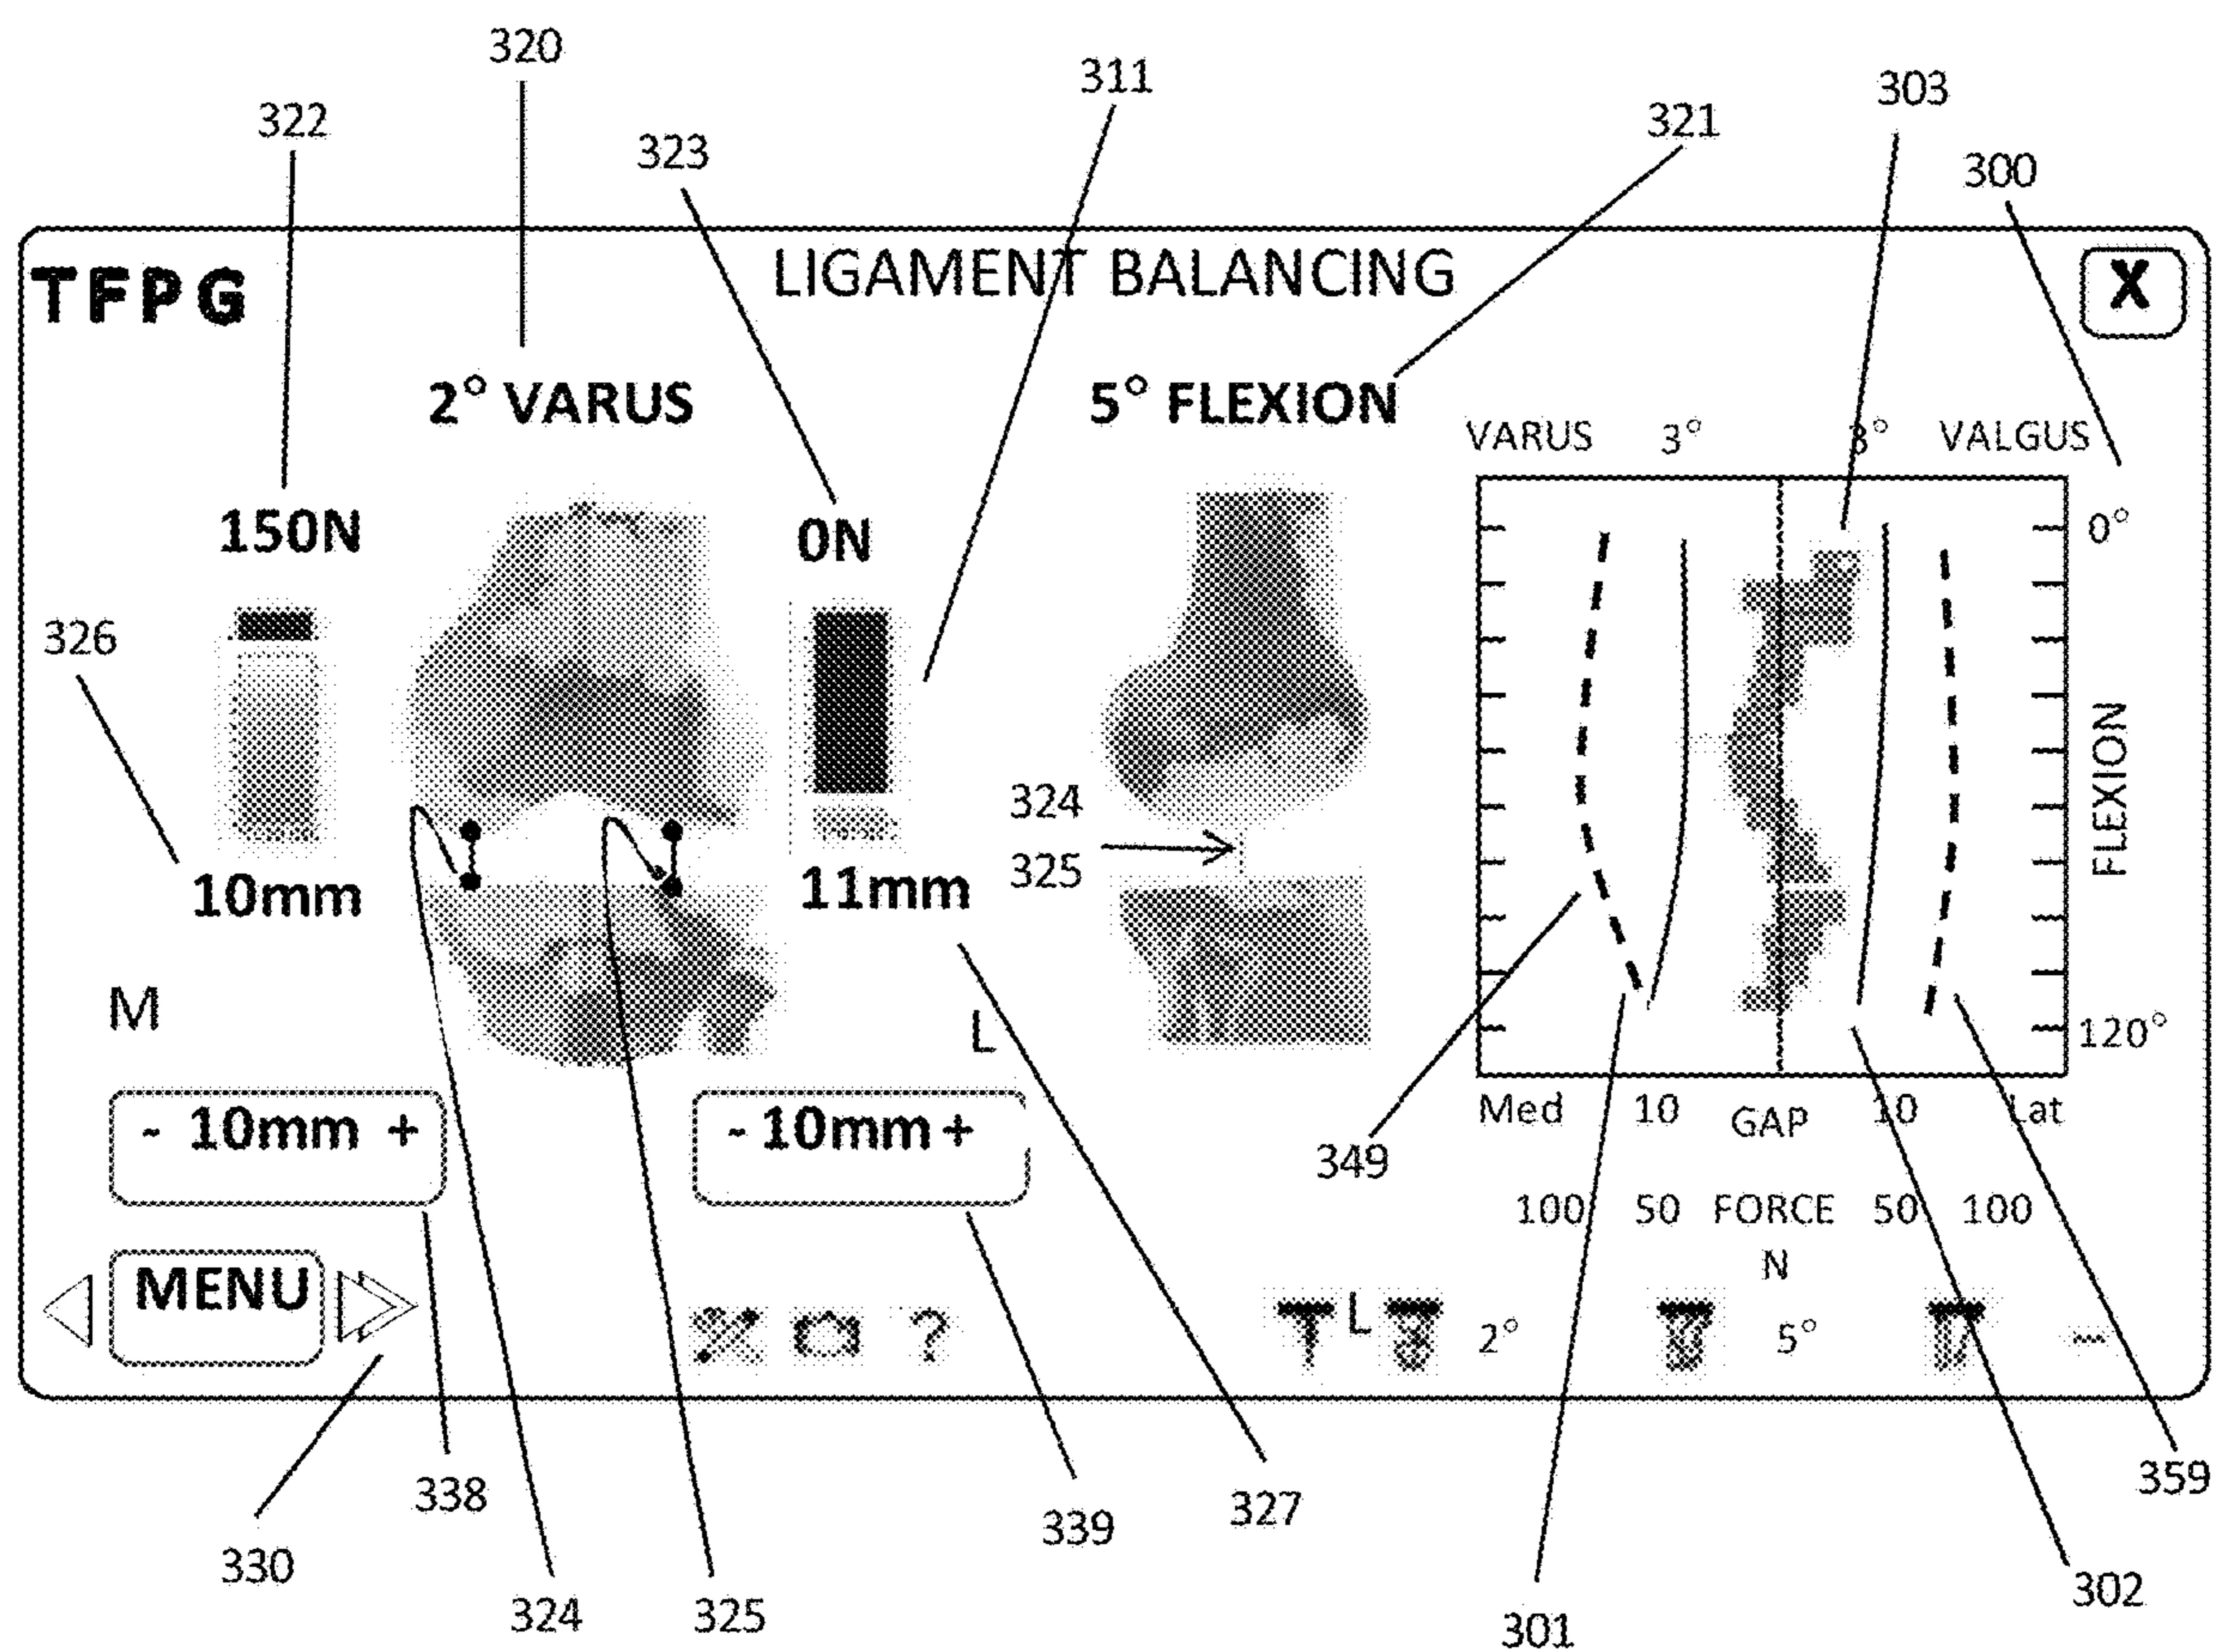 320
311
303
322
321
323
300
LIGAMENT BALANCING
TFPG
X
2° VARUS
5° FLEXION
VARUS 3° 3° VALGUS
150N
0N
0°
326
FLEXION
324
10mm
11mm
325
M
L
120°
- 10mm +
- 10mm +
Med 10 GAP 10 Lat
349
100 50 FORCE 50 100
N
MENU
?
L
2°
5°
--
338
327
359
339
330
324
325
301
302